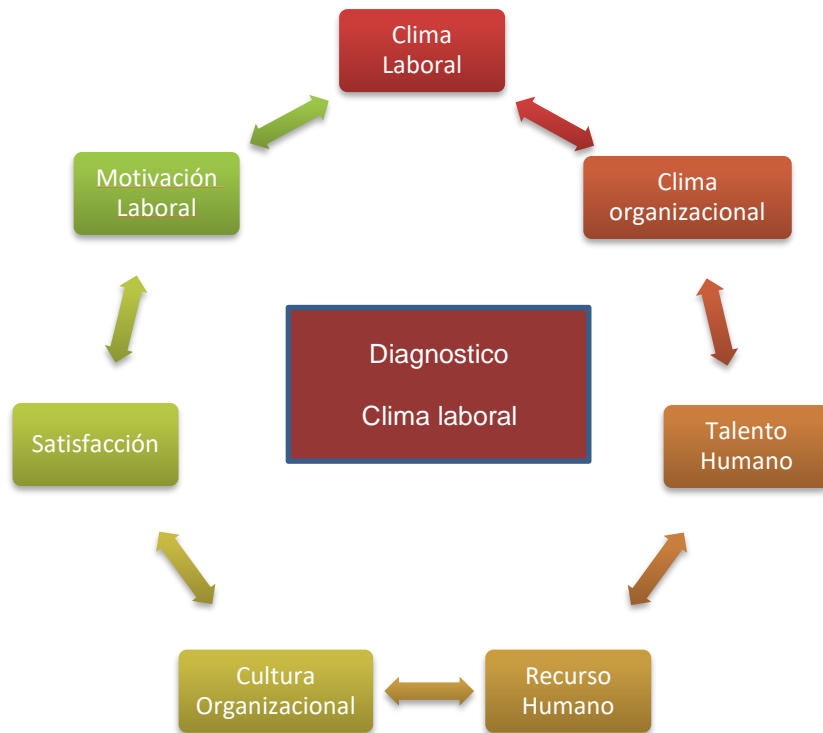 Clima
Laboral
Motivación
Laboral
Clima
organizacional
Diagnostico
Clima laboral
Satisfacción
Talento
Humano
Cultura
Organizacional
Recurso
Humano